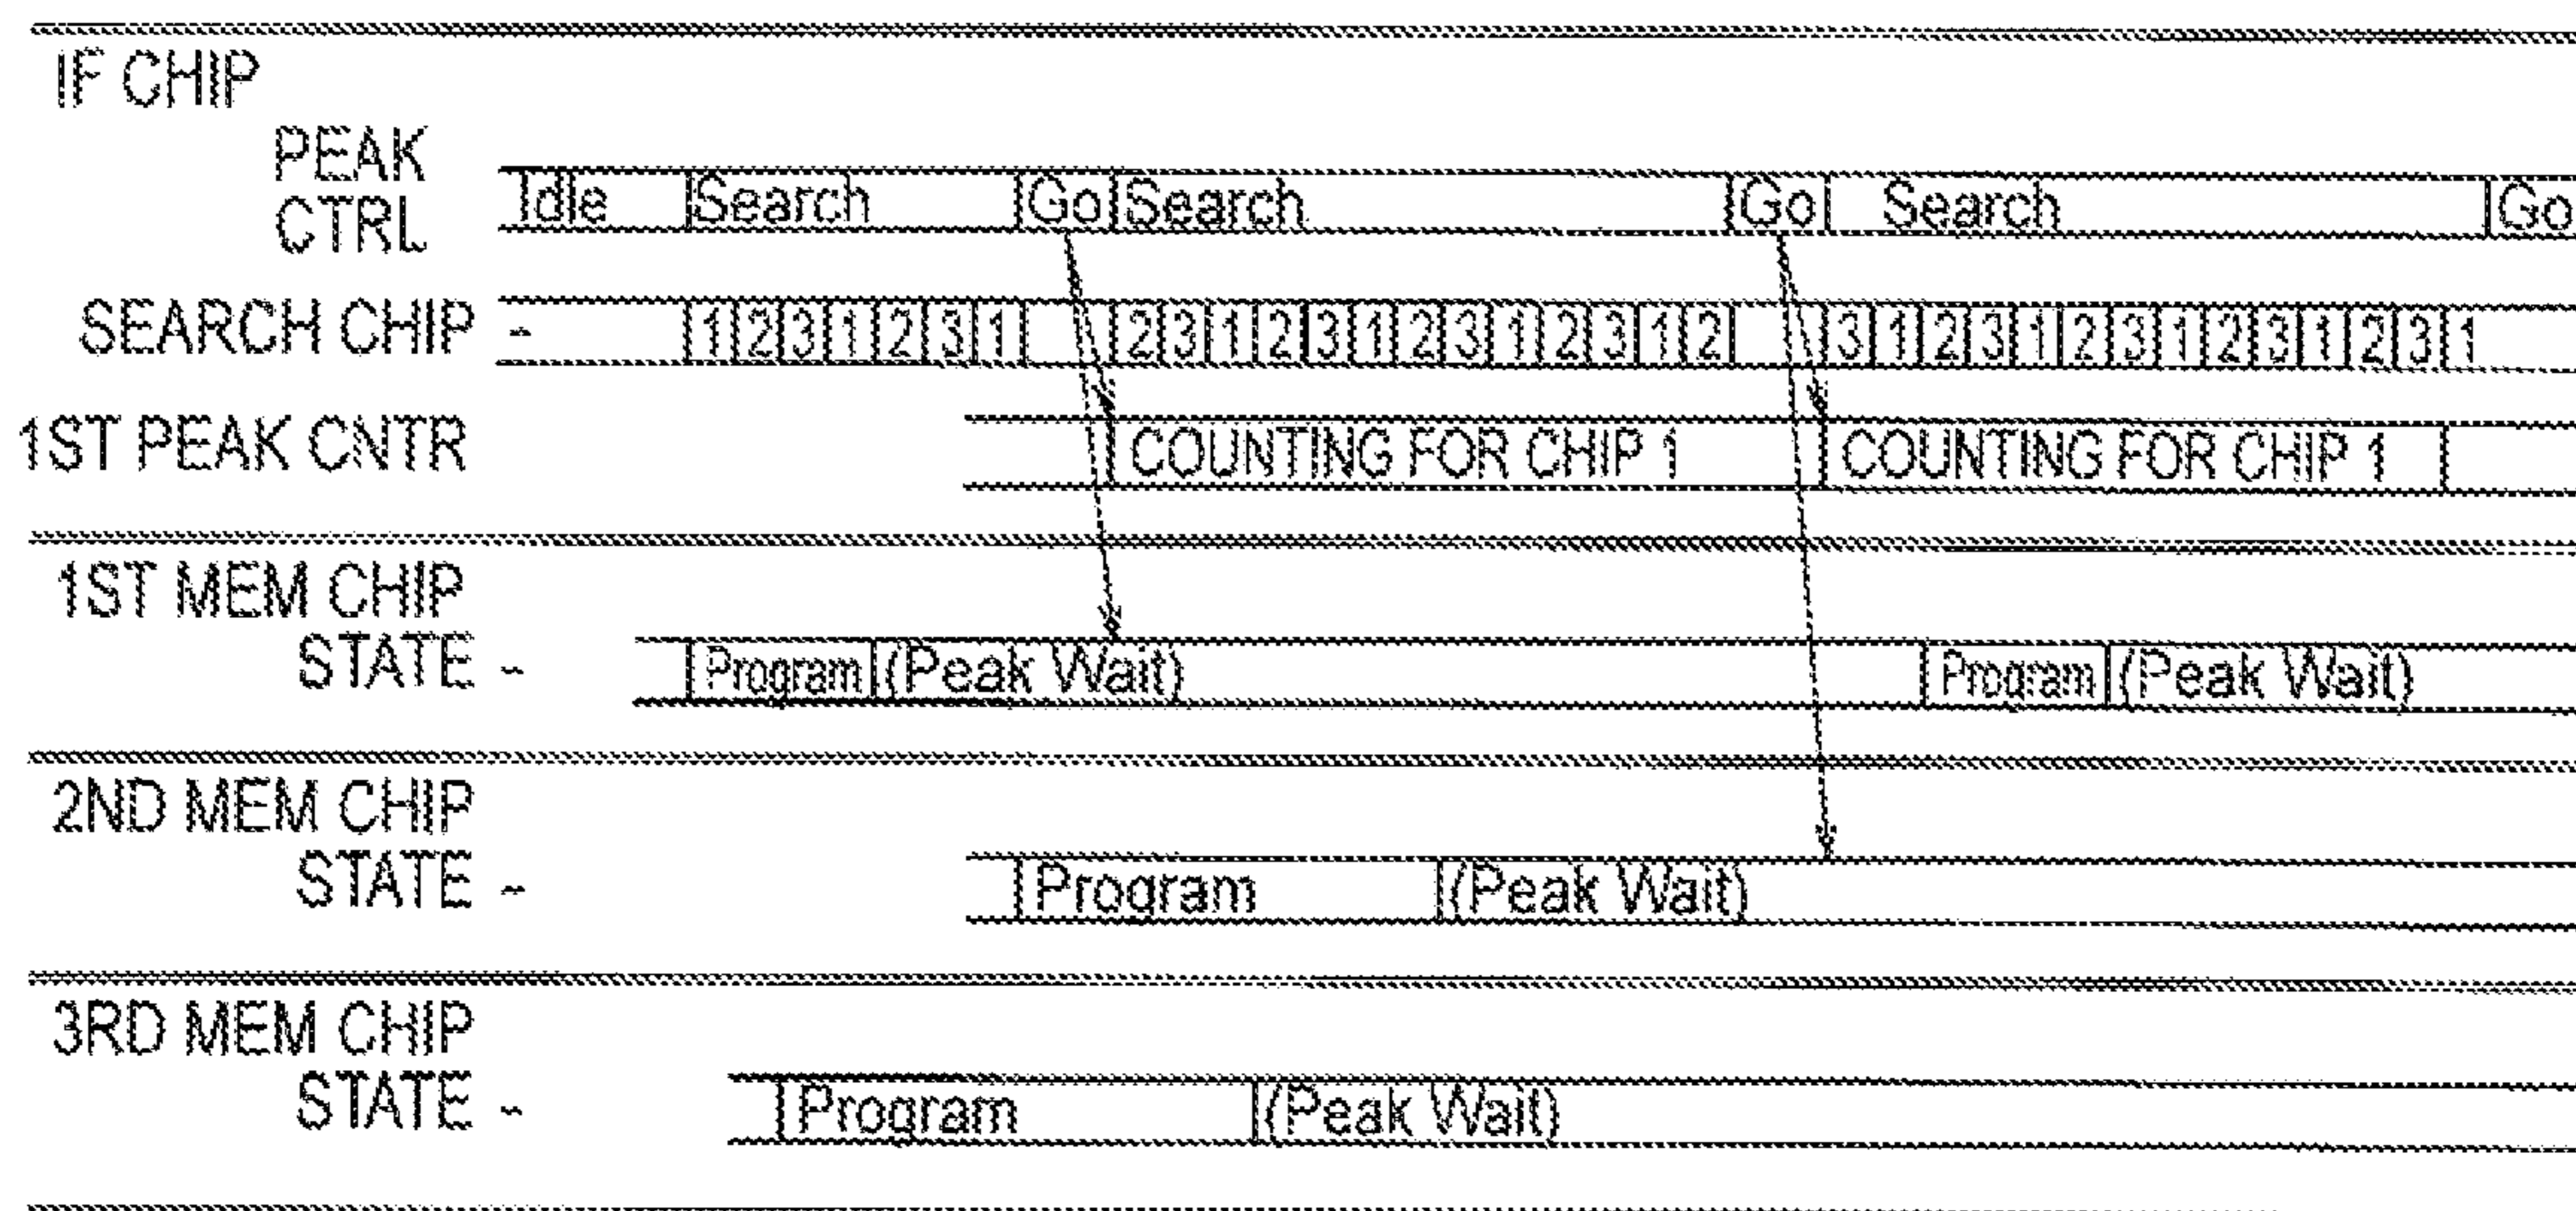 IF CHIP
PEAK
CTRL
Idle Search Go Search Go Search Go
SEARCH CHIP - 1 2 3 1 2 3 1 2 3 1 2 3 1 2 3 1 2 3 1 2 3 1 2 3 1 2 3 1 2 3 1 2 3 1
1ST PEAK CNTR COUNTING FOR CHIP 1 COUNTING FOR CHIP 1
1ST MEM CHIP
STATE - Program (Peak Wait) Program (Peak Wait)
2ND MEM CHIP
STATE - Program (Peak Wait)
3RD MEM CHIP
STATE - Program (Peak Wait)